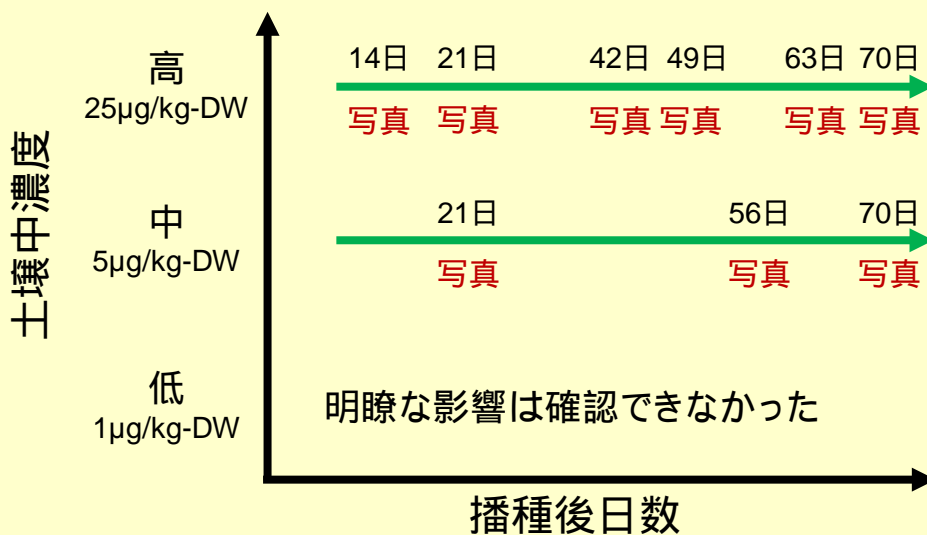 土壌中濃度
高
25µg/kg-DW
14日 21日 42日 49日 63日 70日
写真 写真 写真 写真 写真 写真
中
5µg/kg-DW
21日 56日 70日
写真 写真 写真
低
1µg/kg-DW
明瞭な影響は確認できなかった
播種後日数